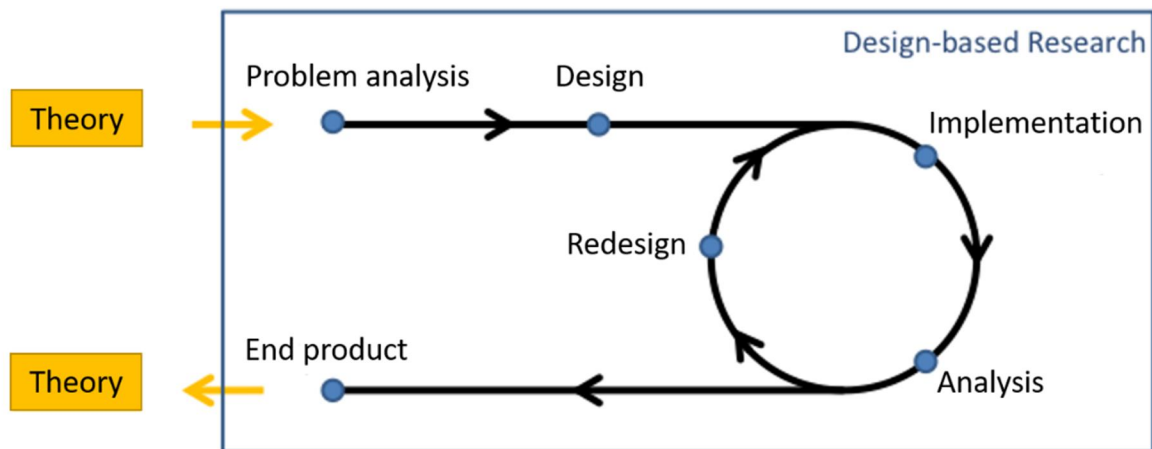 Design-based Research
Problem analysis
Design
Theory
Implementation
Redesign
End product
Theory
Analysis